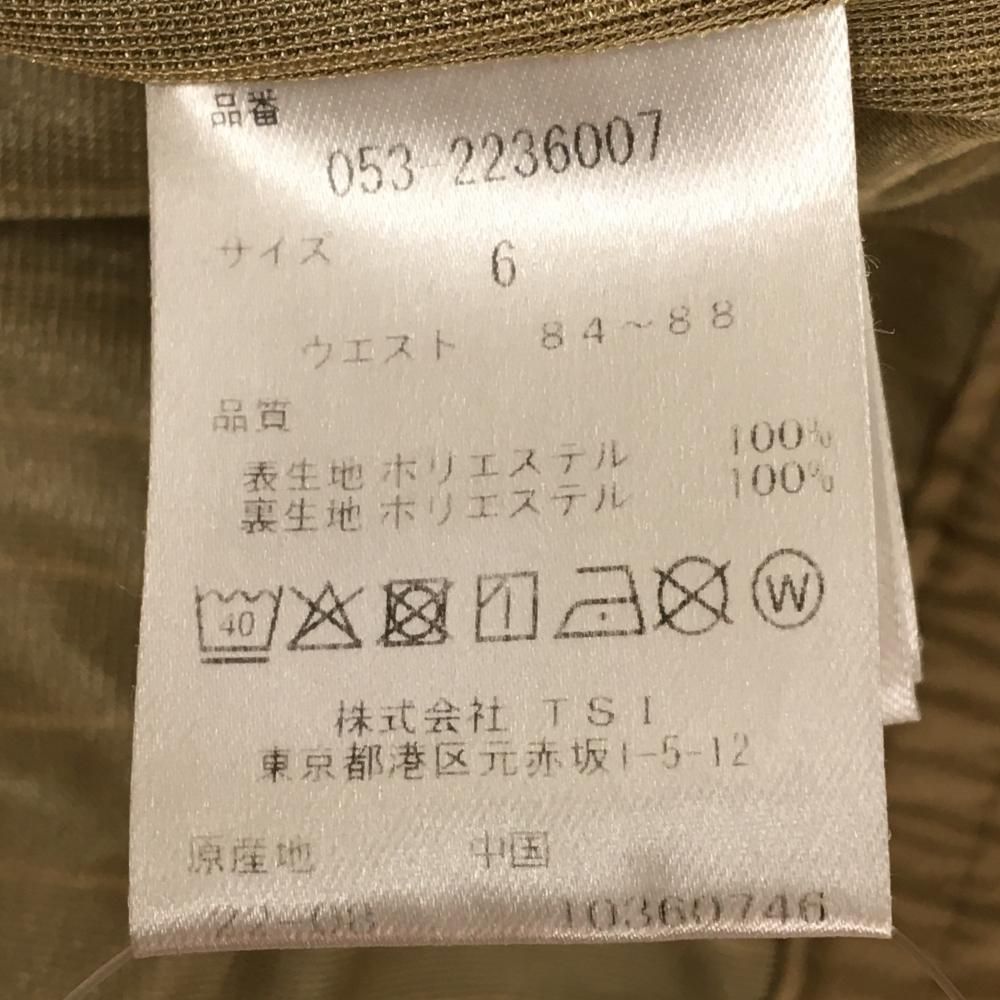 品番
053-2236007
サイズ 6
ウエスト 84~88
品質
表生地 ポリエステル 100%
裏生地 ポリエステル 100%
40 W
株式会社 TSI
東京都港区元赤坂1-5-12
原産地 中国
10360746